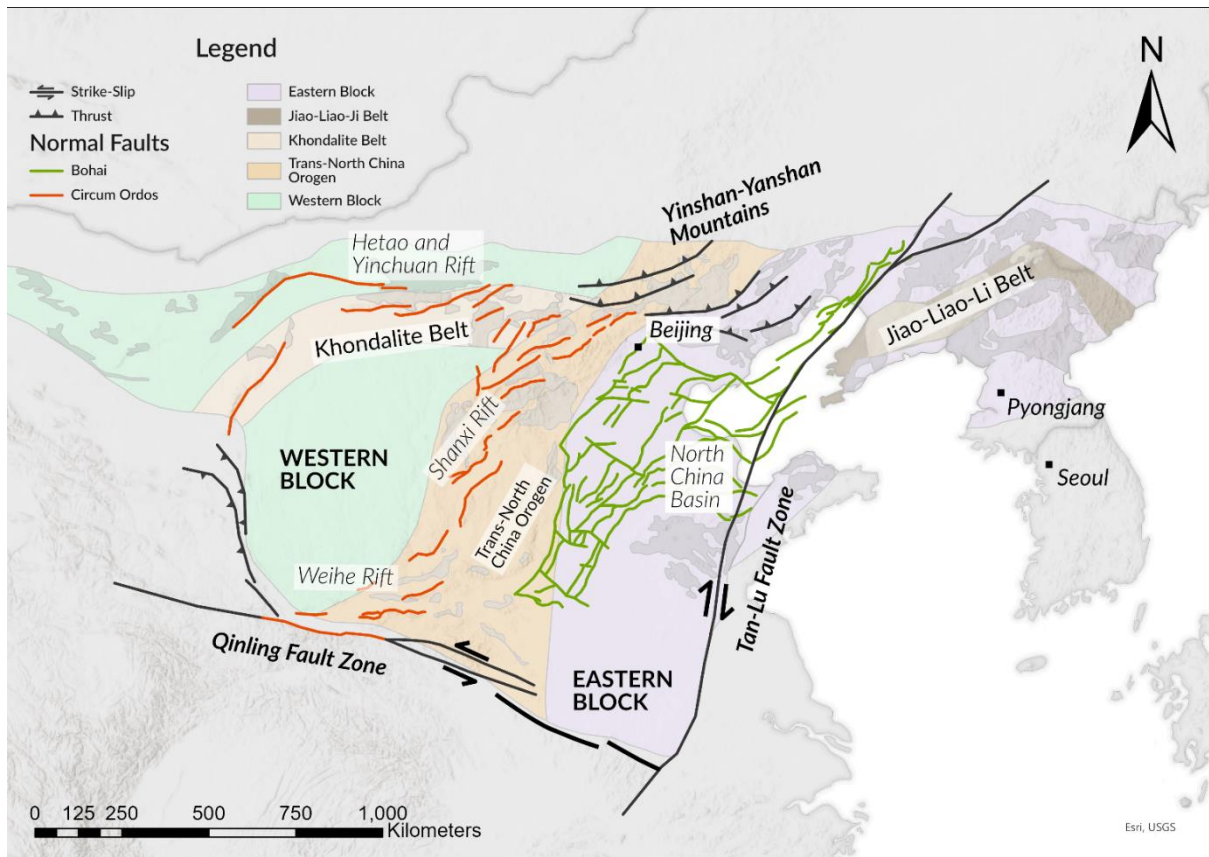 Legend
Strike-Slip
Thrust
Normal Faults
Bohai
Circum Ordos
Eastern Block
Jiao-Liao-Ji Belt
Khondalite Belt
Trans-North China
Orogen
Western Block
N
Yinshan-Yanshan
Mountains
Hetao and
Yinchuan Rift
Khondalite Belt
Beijing
Jiao-Liao-Li Belt
Pyongjang
Seoul
WESTERN
BLOCK
Shanxi Rift
Trans-North
China Orogen
North
China
Basin
Tan-Lu Fault Zone
Weihe Rift
Qinling Fault Zone
EASTERN
BLOCK
0 125 250 500 750 1,000
Kilometers
Esri, USGS